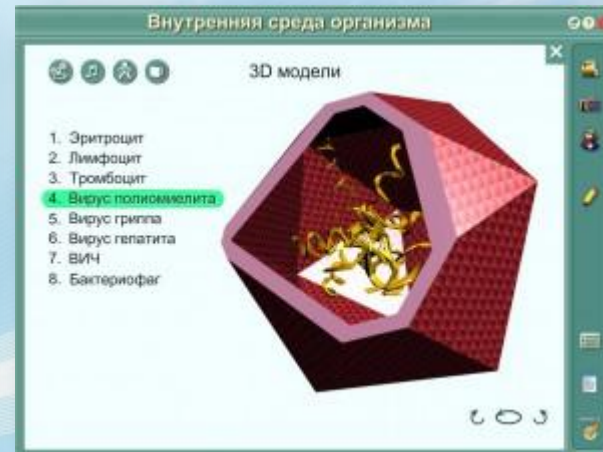 Внутренняя среда организма
3D модели
1. Эритроцит
2. Лимфоцит
3. Тромбоцит
4. Вирус полиомиелита
5. Вирус гриппа
6. Вирус гепатита
7. ВИЧ
8. Бактериофаг